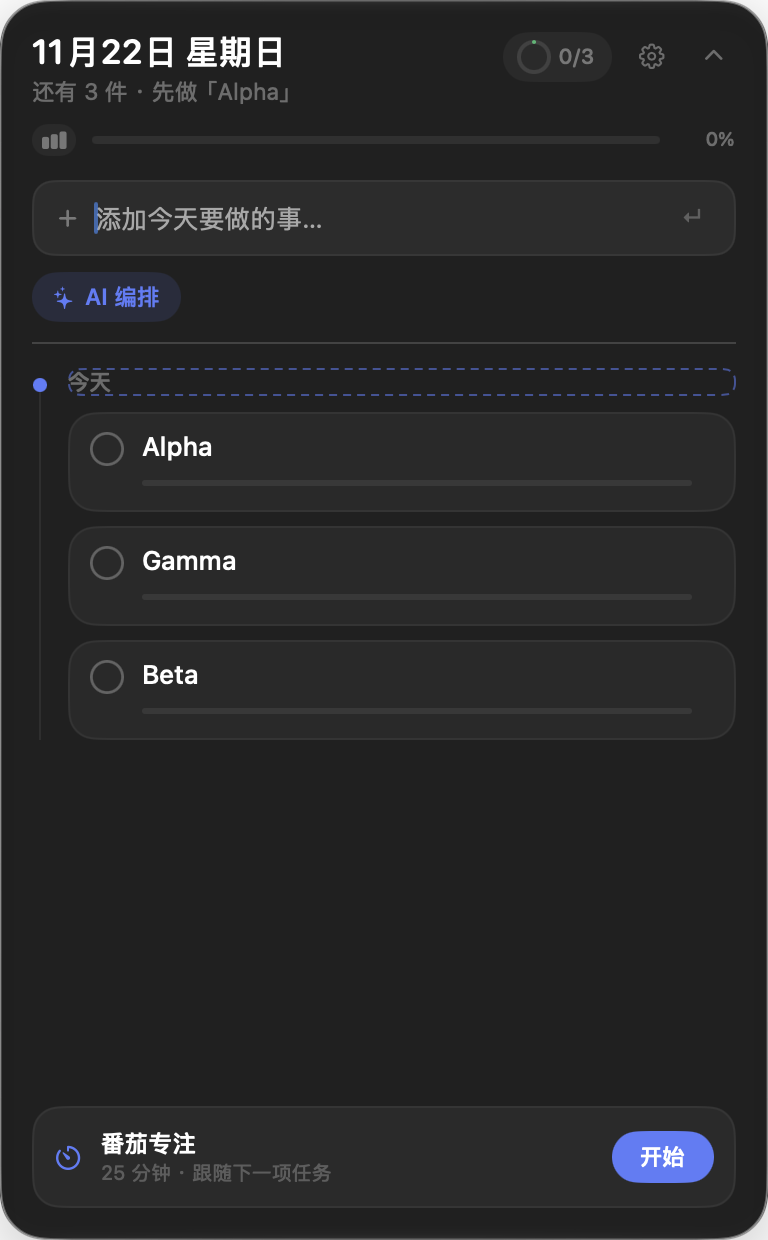 11月22日 星期日
0/3
还有 3 件 · 先做「Alpha」
0%
添加今天要做的事...
AI 编排
今天
Alpha
Gamma
Beta
番茄专注
25 分钟 · 跟随下一项任务
开始